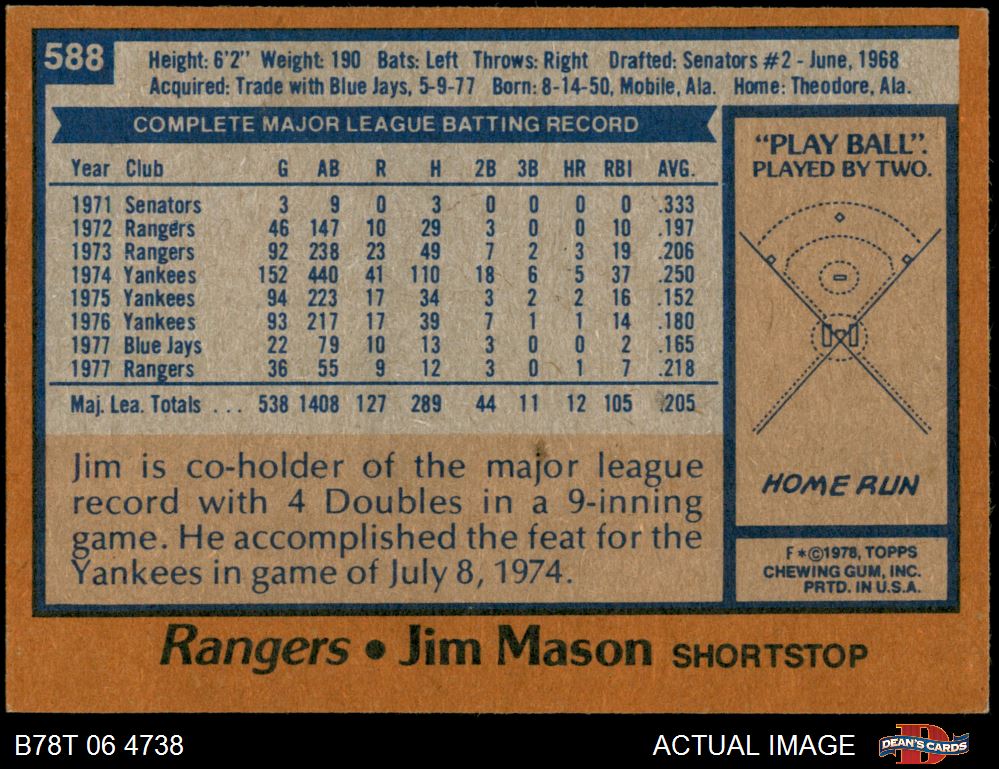 588
Height: 6'2" Weight: 190 Bats: Left Throws: Right Drafted: Senators #2 - June, 1968
Acquired: Trade with Blue Jays, 5-9-77 Born: 8-14-50, Mobile, Ala. Home: Theodore, Ala.
COMPLETE MAJOR LEAGUE BATTING RECORD
Year Club G AB R H 2B 3B HR RBI AVG.
1971 Senators 3 9 0 3 0 0 0 0 .333
1972 Rangers 46 147 10 29 3 0 0 10 .197
1973 Rangers 92 238 23 49 7 2 3 19 .206
1974 Yankees 152 440 41 110 18 6 5 37 .250
1975 Yankees 94 223 17 34 3 2 2 16 .152
1976 Yankees 93 217 17 39 7 1 1 14 .180
1977 Blue Jays 22 79 10 13 3 0 0 2 .165
1977 Rangers 36 55 9 12 3 0 1 7 .218
Maj. Lea. Totals . . . 538 1408 127 289 44 11 12 105 .205
Jim is co-holder of the major league
record with 4 Doubles in a 9-inning
game. He accomplished the feat for the
Yankees in game of July 8, 1974.
"PLAY BALL".
PLAYED BY TWO.
HOME RUN
F*©1978, TOPPS
CHEWING GUM, INC.
PRTD. IN U.S.A.
Rangers • Jim Mason SHORTSTOP
B78T 06 4738
ACTUAL IMAGE
D
DEAN'S CARDS